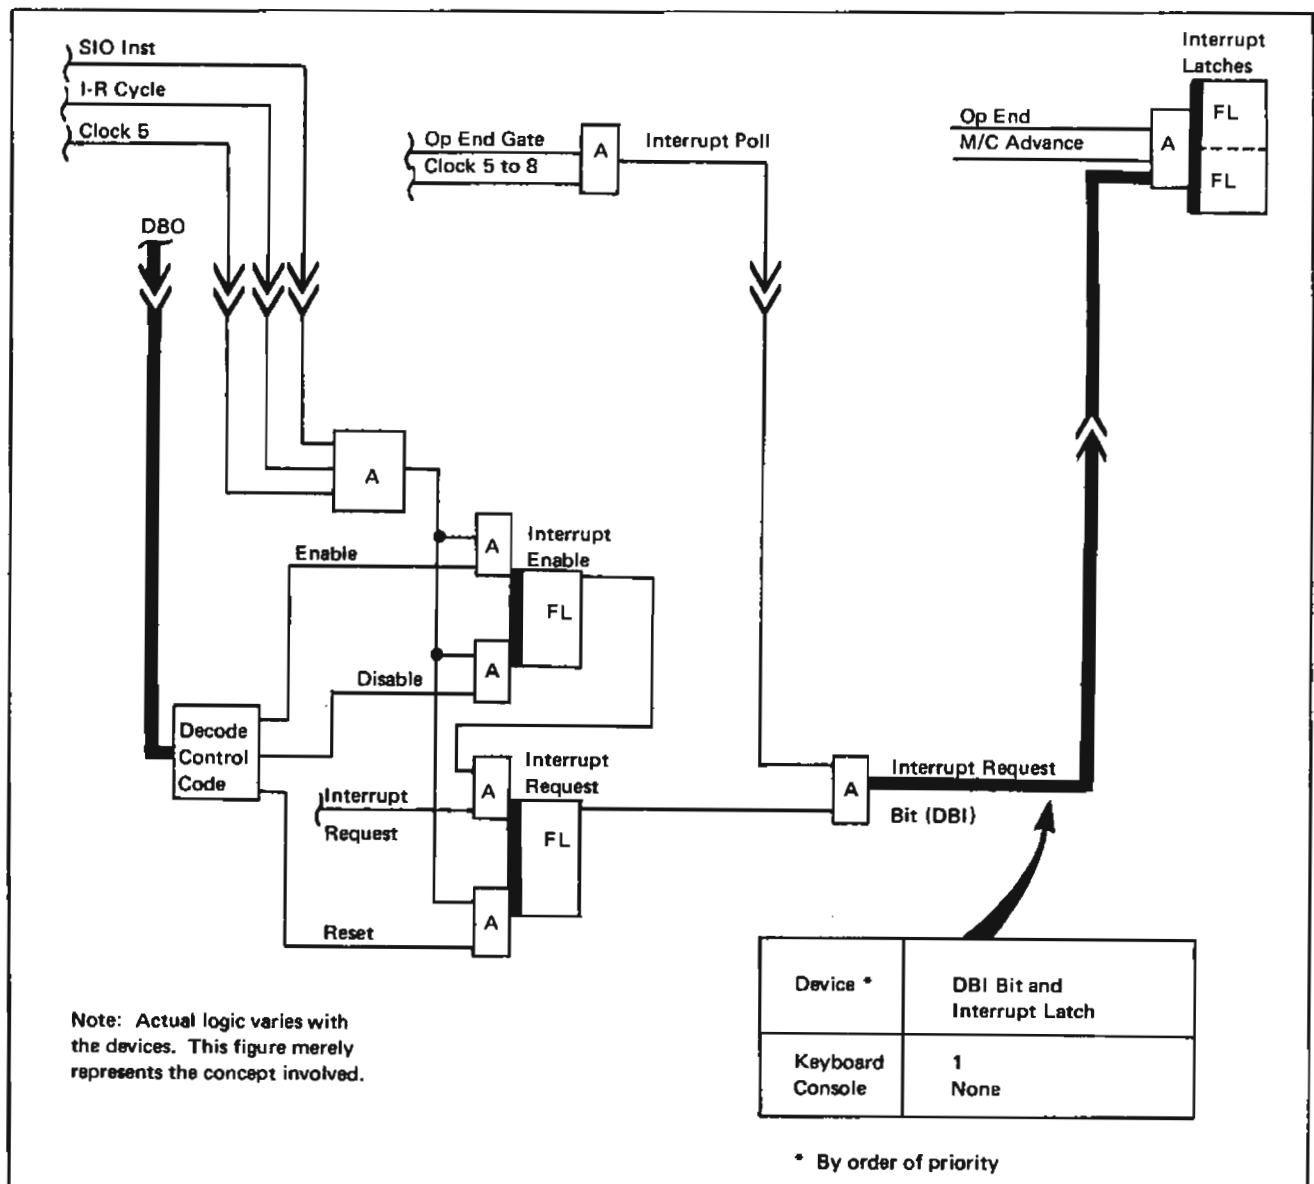 SIO Inst
I-R Cycle
Clock 5
DBO
Op End Gate
Clock 5 to 8
A
Interrupt Poll
Interrupt
Latches
Op End
M/C Advance
A
FL
FL
A
Enable
A
Interrupt
Enable
FL
Disable
A
Decode
Control
Code
Interrupt
Request
A
Interrupt
Request
FL
Reset
A
A
Interrupt Request
Bit (DBI)
Device *
DBI Bit and
Interrupt Latch
Keyboard
1
Console
None
* By order of priority
Note: Actual logic varies with
the devices. This figure merely
represents the concept involved.